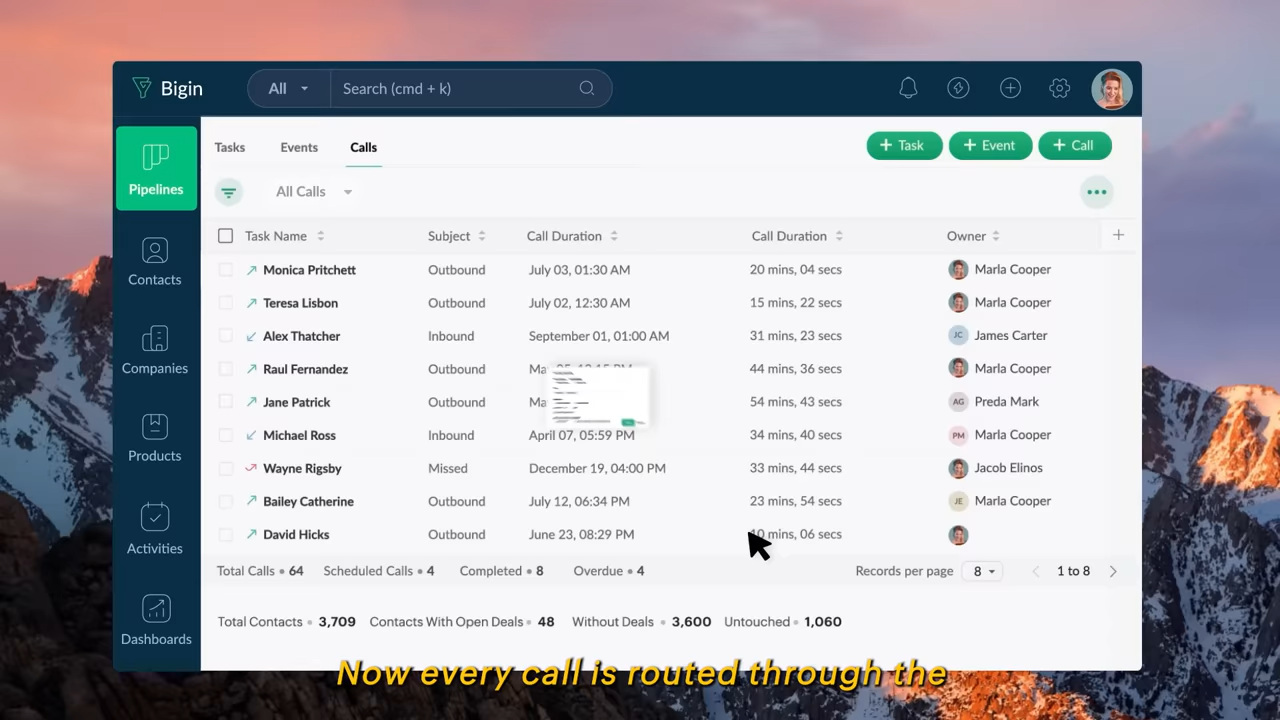 Bigin
All
Search (cmd + k)
Pipelines
Contacts
Companies
Products
Activities
Dashboards
Tasks Events Calls
+ Task + Event + Call
All Calls
Task Name Subject Call Duration Call Duration Owner
Monica Pritchett Outbound July 03, 01:30 AM 20 mins, 04 secs Marla Cooper
Teresa Lisbon Outbound July 02, 12:30 AM 15 mins, 22 secs Marla Cooper
Alex Thatcher Inbound September 01, 01:00 AM 31 mins, 23 secs JC James Carter
Raul Fernandez Outbound 44 mins, 36 secs Marla Cooper
Jane Patrick Outbound 54 mins, 43 secs AG Preda Mark
Michael Ross Inbound April 07, 05:59 PM 34 mins, 40 secs PM Marla Cooper
Wayne Rigsby Missed December 19, 04:00 PM 33 mins, 44 secs Jacob Elinos
Bailey Catherine Outbound July 12, 06:34 PM 23 mins, 54 secs JE Marla Cooper
David Hicks Outbound June 23, 08:29 PM mins, 06 secs
Total Calls • 64 Scheduled Calls • 4 Completed • 8 Overdue • 4 Records per page 8 1 to 8
Total Contacts • 3,709 Contacts With Open Deals • 48 Without Deals • 3,600 Untouched • 1,060
Now every call is routed through the